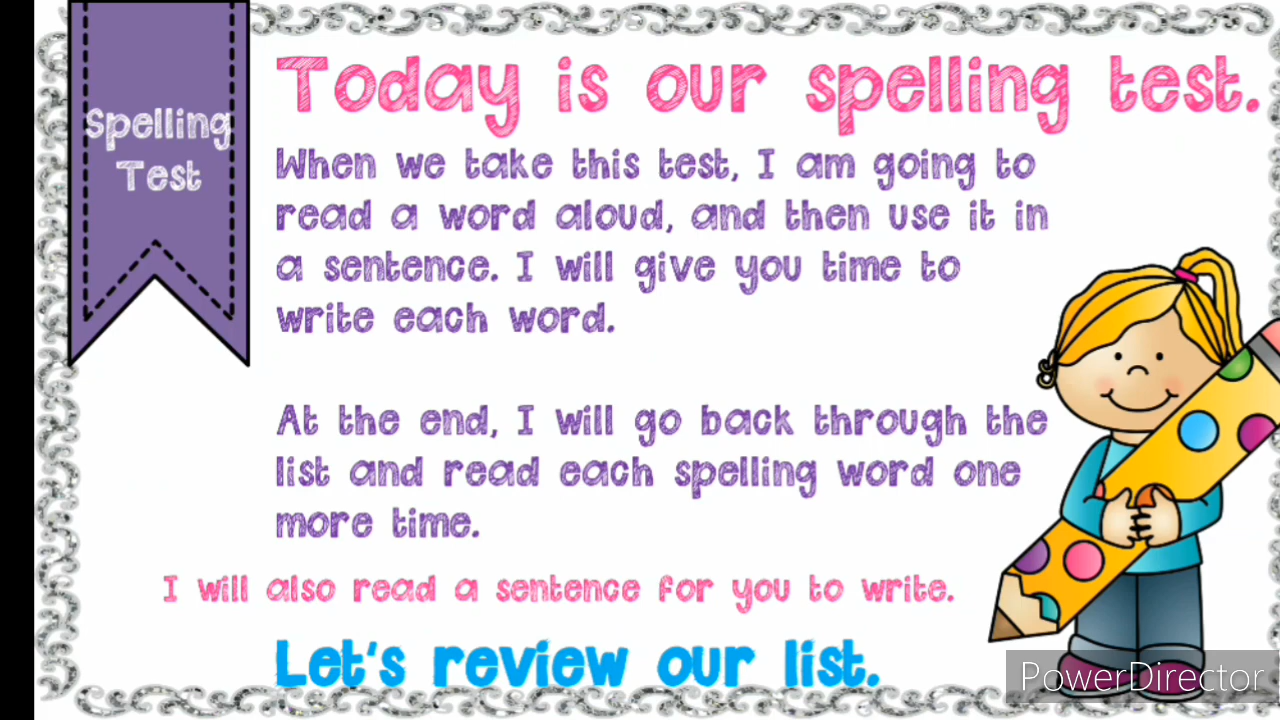 Spelling
Test
Today is our spelling test.
When we take this test, I am going to
read a word aloud, and then use it in
a sentence. I will give you time to
write each word.
At the end, I will go back through the
list and read each spelling word one
more time.
I will also read a sentence for you to write.
Let's review our list.
PowerDirector